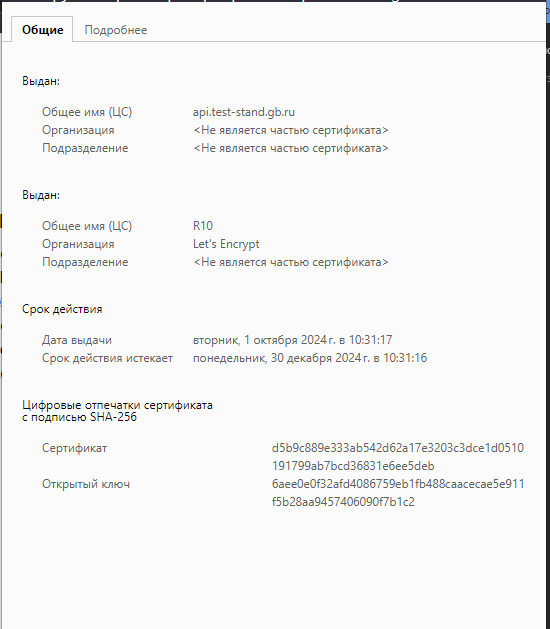 Общие Подробнее
Выдан:
Общее имя (ЦС) api.test-stand.gb.ru
Организация <Не является частью сертификата>
Подразделение <Не является частью сертификата>
Выдан:
Общее имя (ЦС) R10
Организация Let's Encrypt
Подразделение <Не является частью сертификата>
Срок действия
Дата выдачи вторник, 1 октября 2024 г. в 10:31:17
Срок действия истекает понедельник, 30 декабря 2024 г. в 10:31:16
Цифровые отпечатки сертификата
с подписью SHA-256
Сертификат d5b9c889e333ab542d62a17e3203c3dce1d0510
191799ab7bcd36831e6ee5deb
Открытый ключ 6aee0e0f32afd4086759eb1fb488caacecae5e911
f5b28aa9457406090f7b1c2